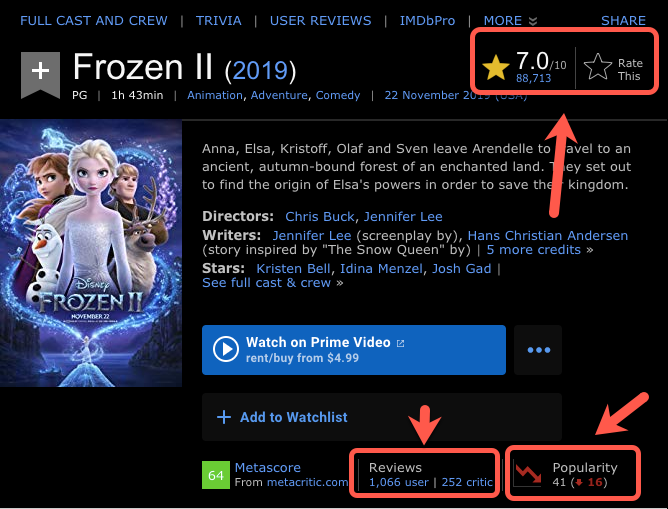 FULL CAST AND CREW | TRIVIA | USER REVIEWS | IMDbPro | MORE | SHARE
Frozen II (2019)
7.0/10
88,713
Rate
This
PG | 1h 43min | Animation, Adventure, Comedy | 22 November 2019 (USA)
Anna, Elsa, Kristoff, Olaf and Sven leave Arendelle to travel to an
ancient, autumn-bound forest of an enchanted land. They set out
to find the origin of Elsa's powers in order to save their kingdom.
Directors: Chris Buck, Jennifer Lee
Writers: Jennifer Lee (screenplay by), Hans Christian Andersen
(story inspired by "The Snow Queen" by) | 5 more credits »
Stars: Kristen Bell, Idina Menzel, Josh Gad |
See full cast & crew »
Disney
FROZEN II
NOVEMBER 22
Watch on Prime Video
rent/buy from $4.99
+ Add to Watchlist
64
Metascore
From metacritic.com
Reviews
1,066 user | 252 critic
Popularity
41 (16)